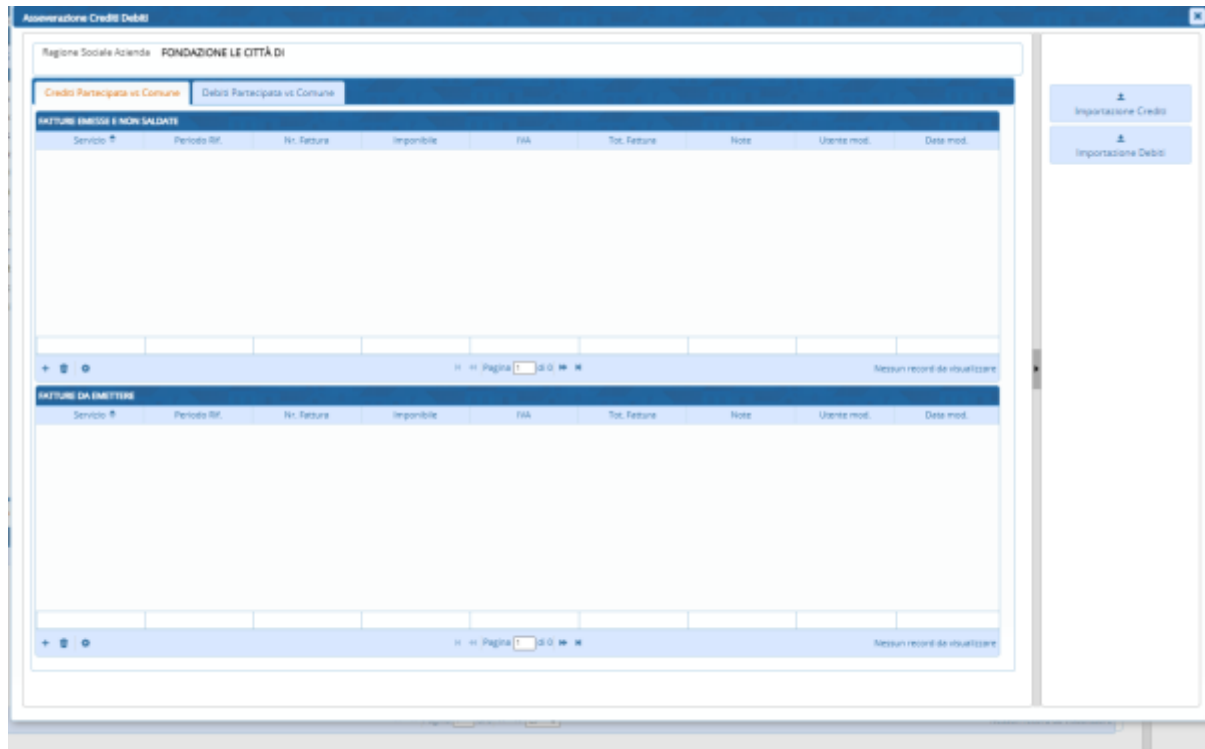 Asseverazione Crediti Debiti
Ragione Sociale Azienda FONDAZIONE LE CITTÀ DI
Crediti Partecipata vs Comune Debiti Partecipata vs Comune
FATTURE EMESSE E NON SALDATE
Servizio Periodo Rif. Nr. Fattura Imponibile IVA Tot. Fattura Note Utente mod. Data mod.
Pagina 1 di 0 Nessun record da visualizzare
FATTURE DA EMETTERE
Servizio Periodo Rif. Nr. Fattura Imponibile IVA Tot. Fattura Note Utente mod. Data mod.
Pagina 1 di 0 Nessun record da visualizzare
Importazione Crediti
Importazione Debiti